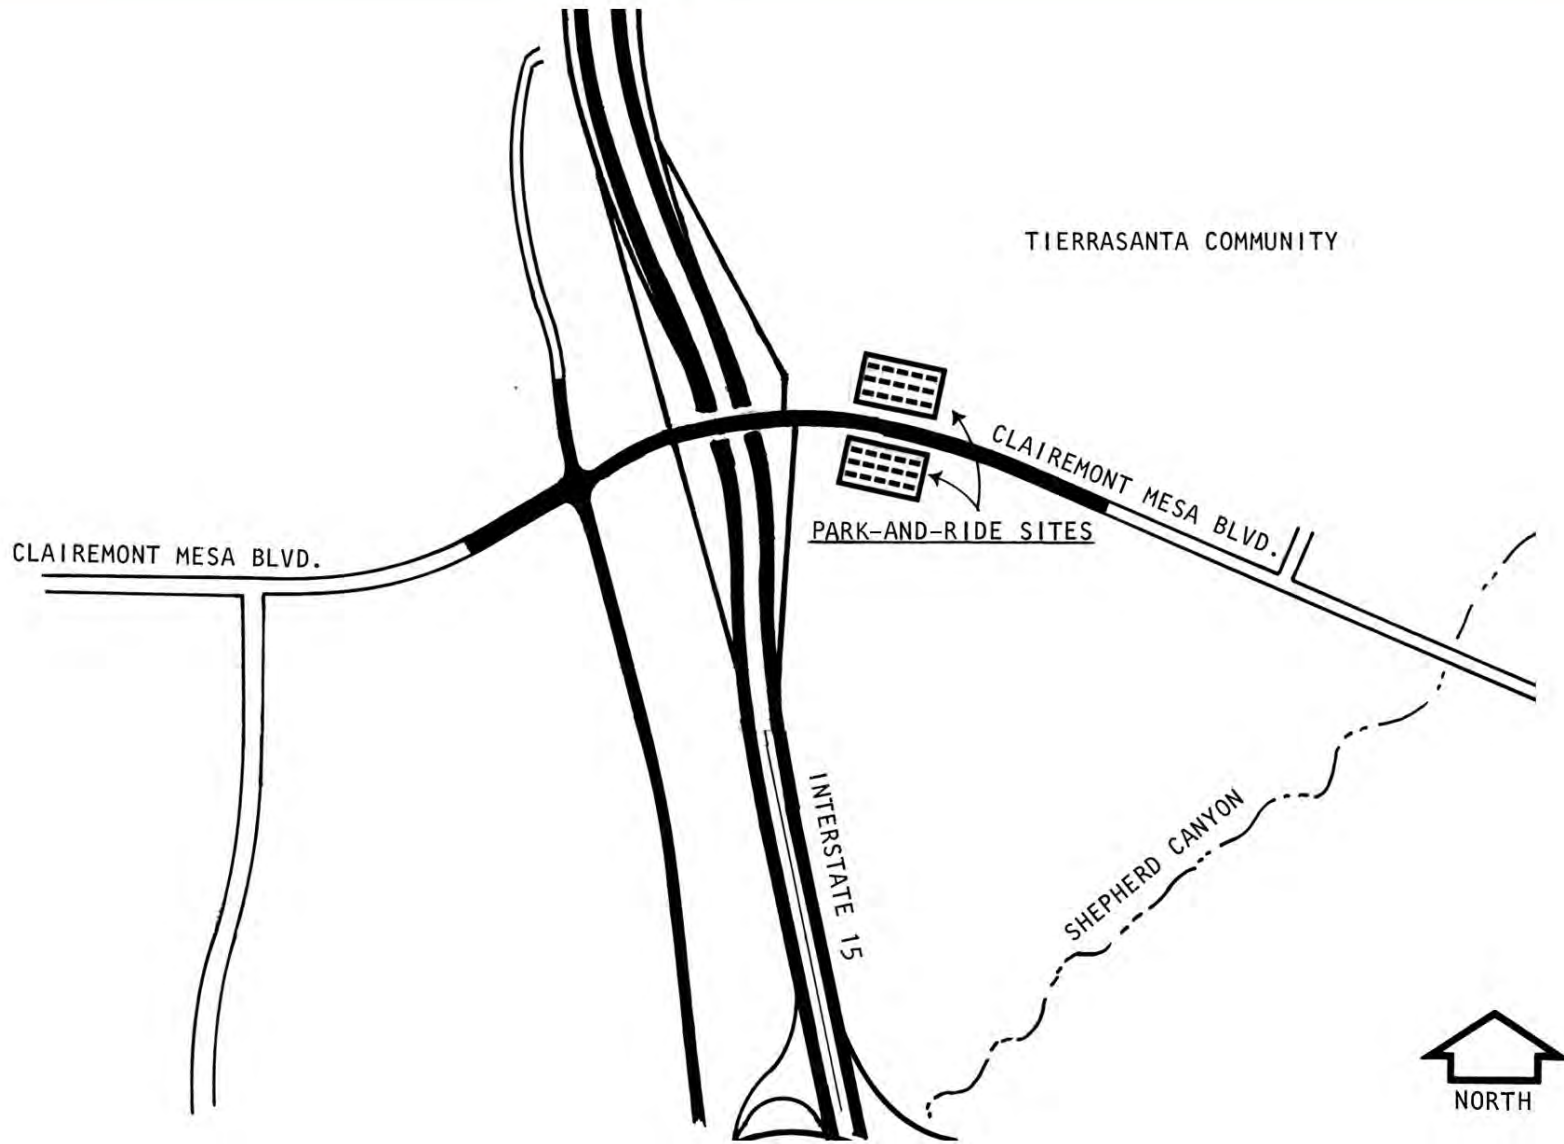 TIERRASANTA COMMUNITY
CLAIREMONT MESA BLVD.
PARK-AND-RIDE SITES
CLAIREMONT MESA BLVD.
INTERSTATE 15
SHEPHERD CANYON
NORTH